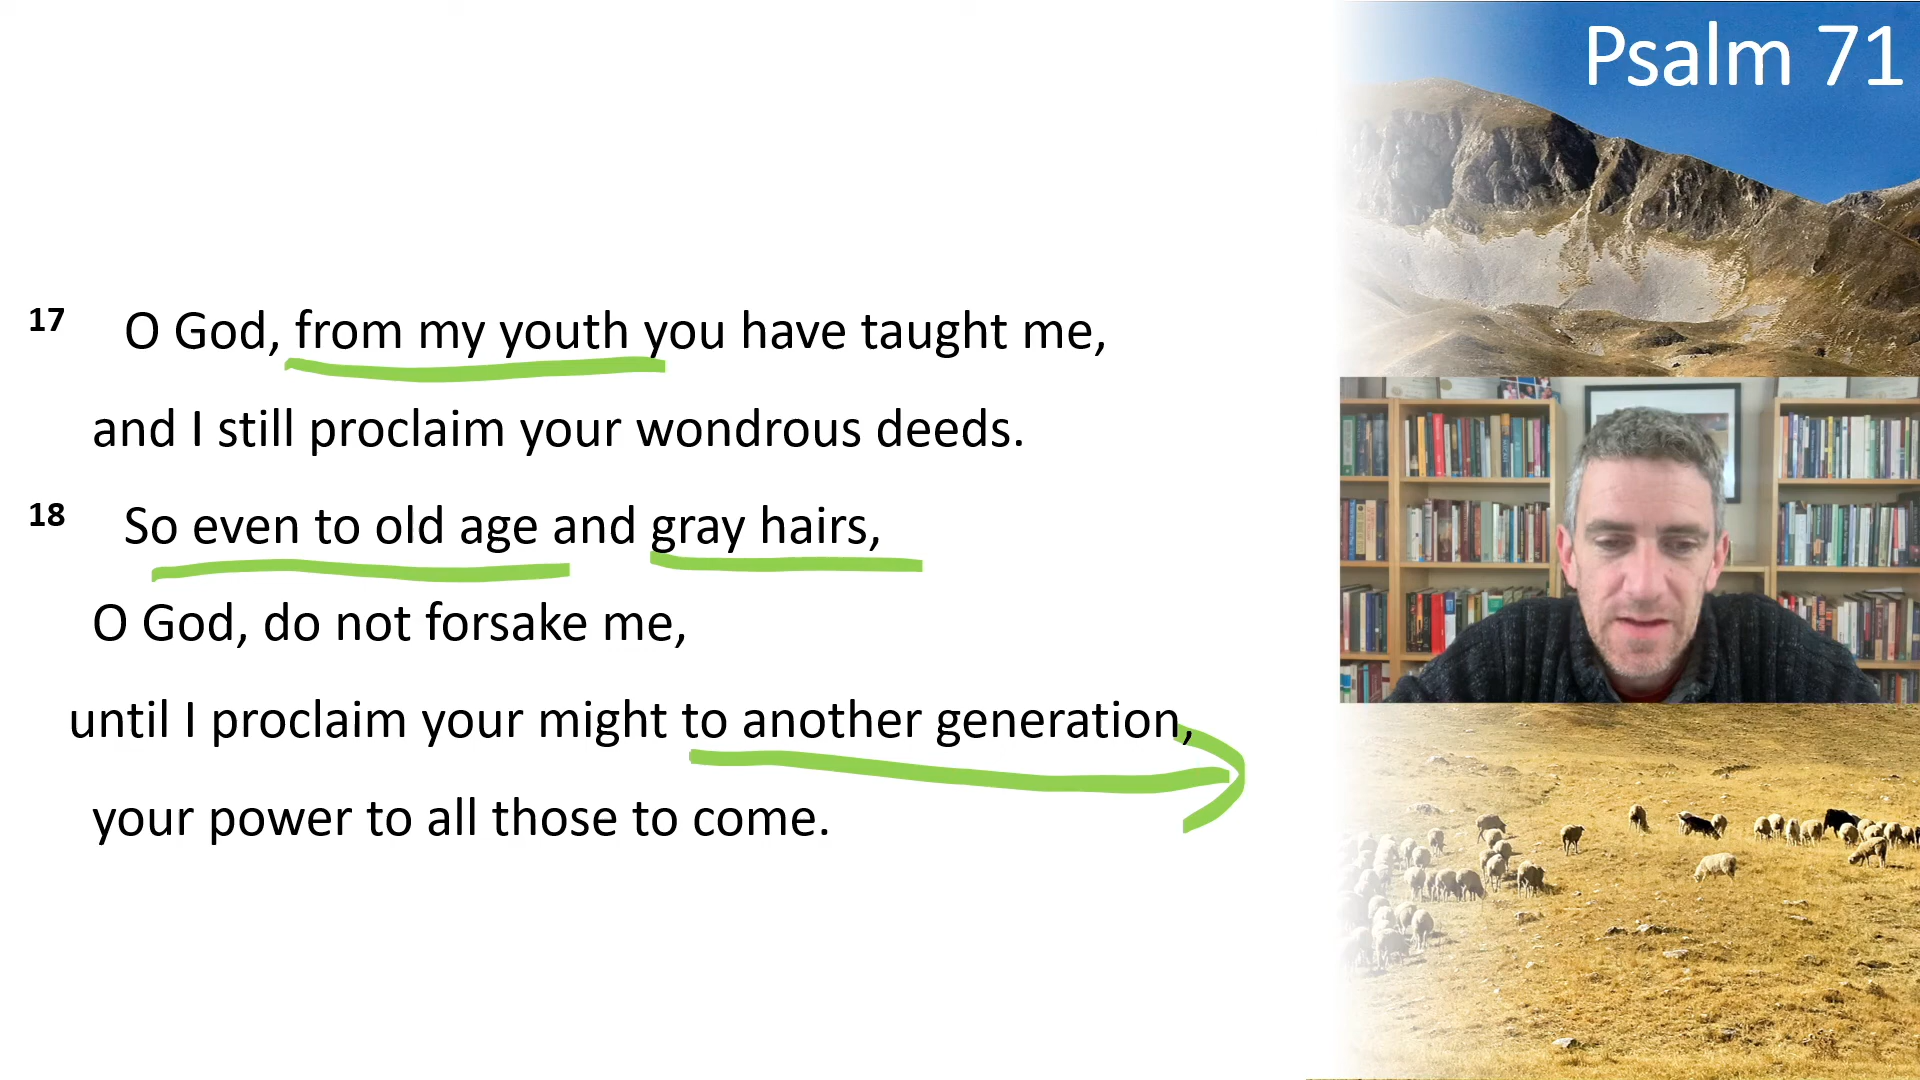 Psalm 71
17 O God, from my youth you have taught me,
and I still proclaim your wondrous deeds.
18 So even to old age and gray hairs,
O God, do not forsake me,
until I proclaim your might to another generation,
your power to all those to come.